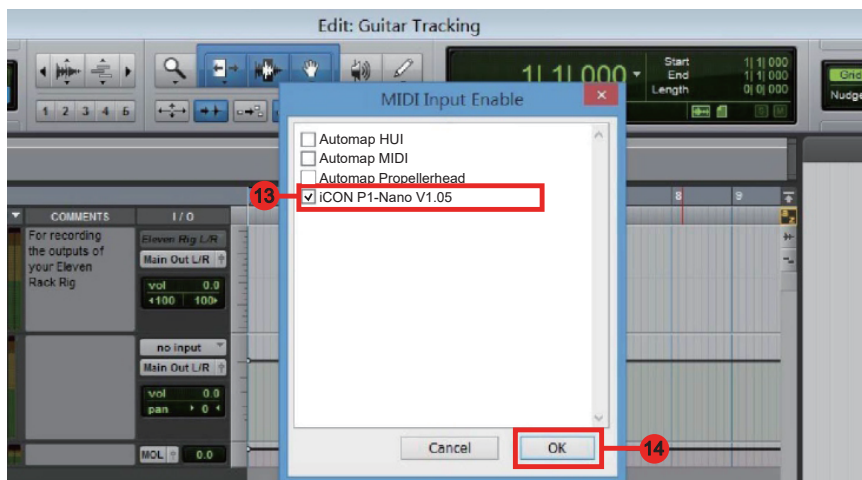 Edit: Guitar Tracking
1| 1| 000
Start 1| 1| 000
End 1| 1| 000
Length 0| 0| 000
Grid
Nudge
1 2 3 4 5
MIDI Input Enable
Automap HUI
Automap MIDI
Automap Propellerhead
13
iCON P1-Nano V1.05
8 9
COMMENTS I / O
For recording
the outputs of
your Eleven
Rack Rig
Eleven Rig L/R
Main Out L/R
vol 0.0
100 100
no input
Main Out L/R
vol 0.0
pan 0
MOL 0.0
Cancel OK
14